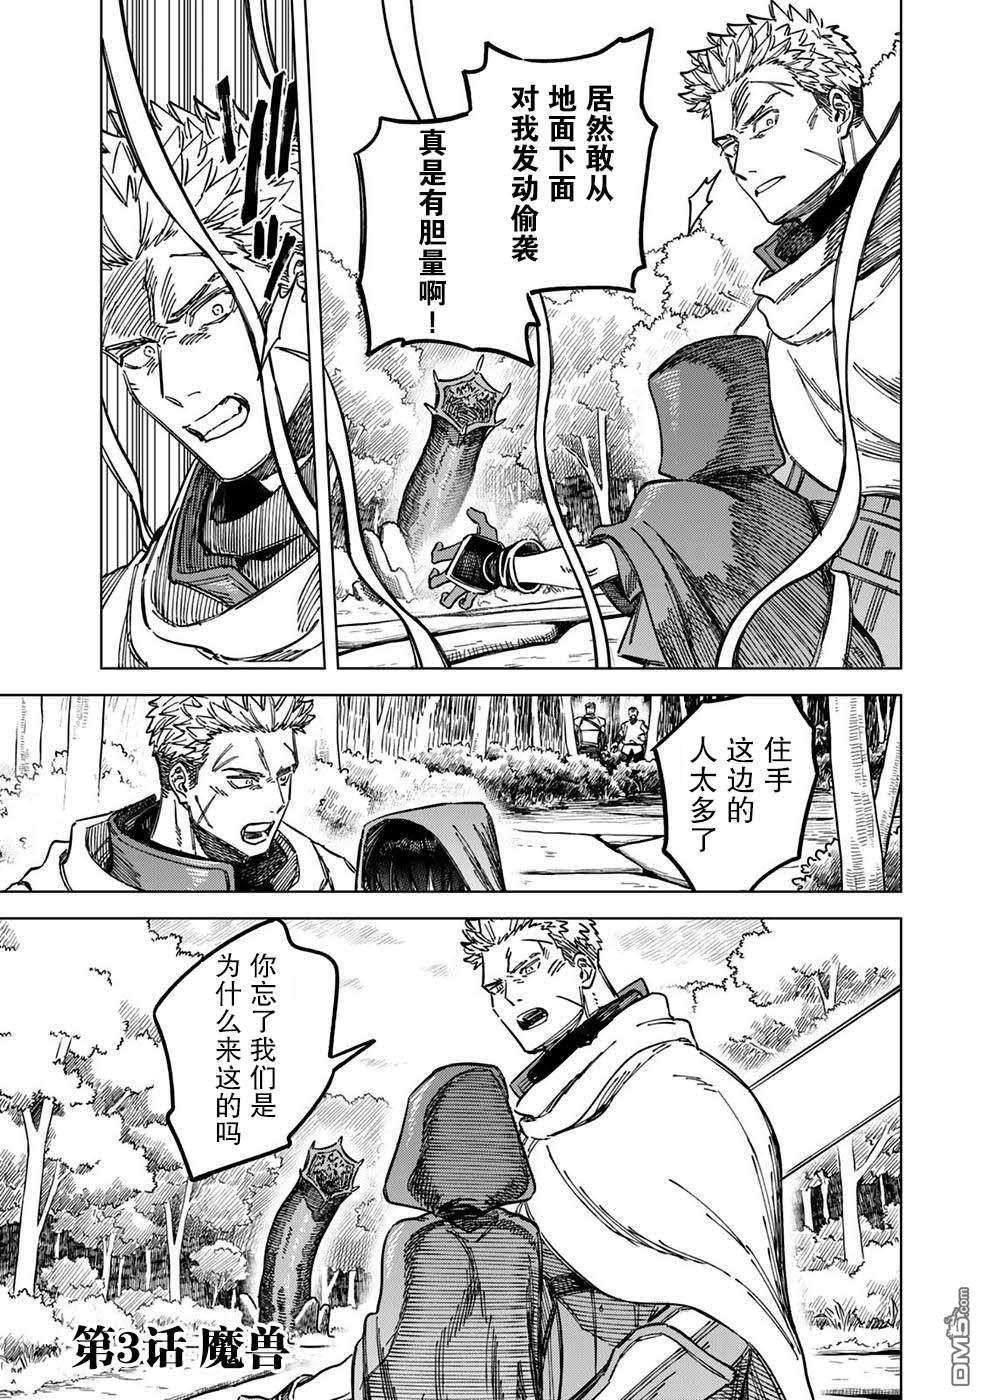 居然敢从
地面下面
对我发动偷袭
真是有胆量啊！
住手
这边的
人太多了
你忘了我们是
为什么来这的吗
第3话 魔兽
DM5.com